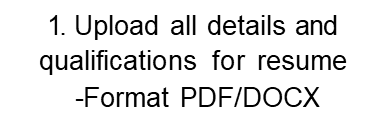 1. Upload all details and
qualifications for resume
-Format PDF/DOCX